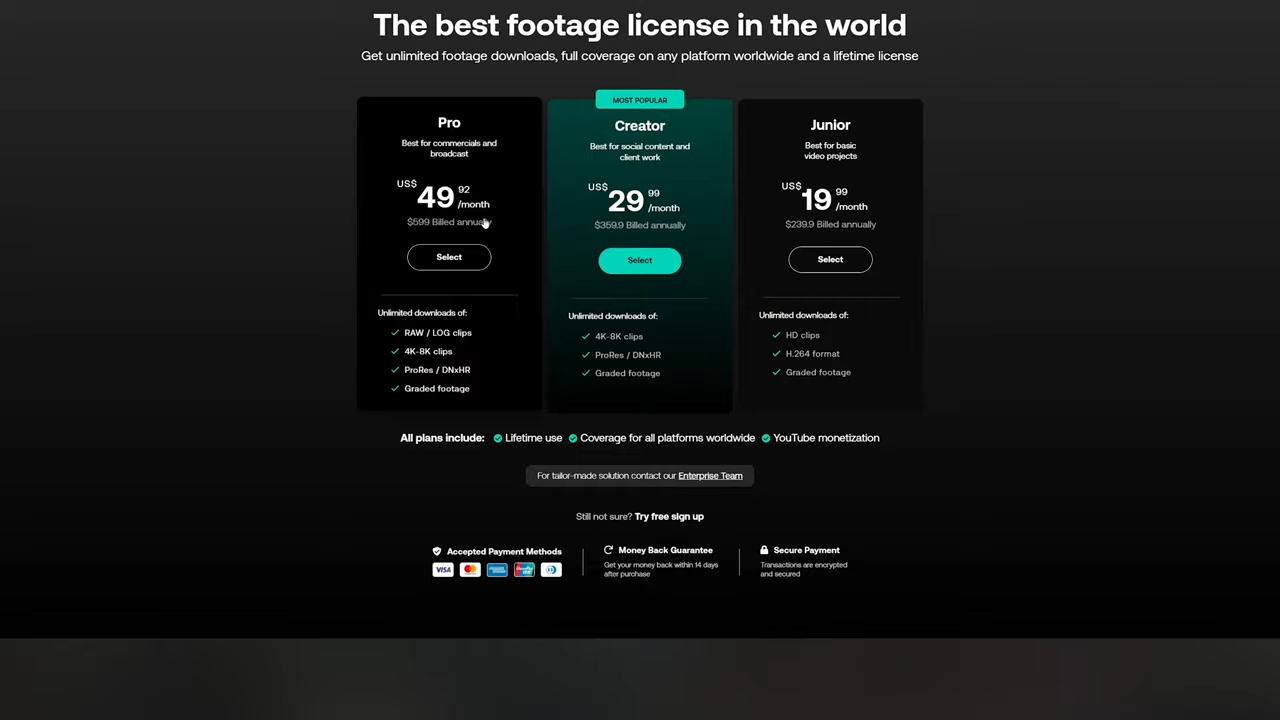 The best footage license in the world
Get unlimited footage downloads, full coverage on any platform worldwide and a lifetime license
Pro
Best for commercials and
broadcast
US$ 49 92 /month
$599 Billed annually
Select
Unlimited downloads of:
RAW / LOG clips
4K-8K clips
ProRes / DNxHR
Graded footage
MOST POPULAR
Creator
Best for social content and
client work
US$ 29 99 /month
$359.9 Billed annually
Select
Unlimited downloads of:
4K-8K clips
ProRes / DNxHR
Graded footage
Junior
Best for basic
video projects
US$ 19 99 /month
$239.9 Billed annually
Select
Unlimited downloads of:
HD clips
H.264 format
Graded footage
All plans include: Lifetime use Coverage for all platforms worldwide YouTube monetization
For tailor-made solution contact our Enterprise Team
Still not sure? Try free sign up
Accepted Payment Methods
VISA
Money Back Guarantee
Get your money back within 14 days
after purchase
Secure Payment
Transactions are encrypted
and secured